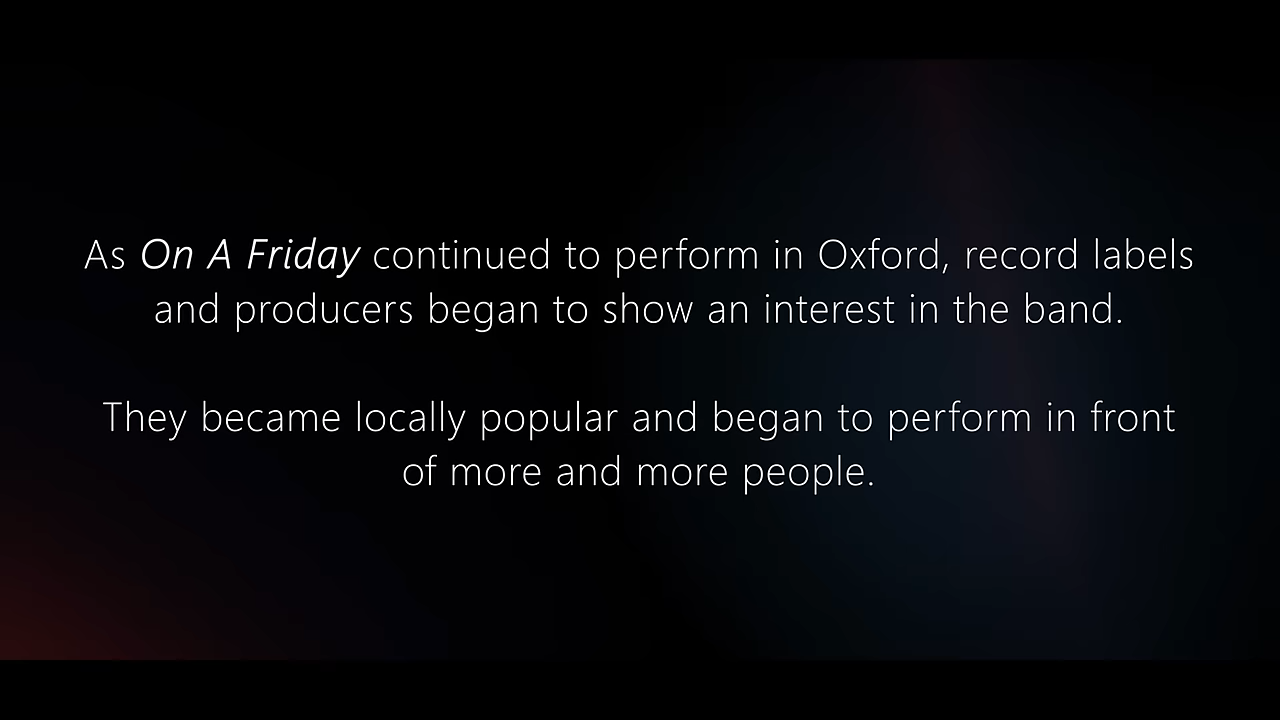 As On A Friday continued to perform in Oxford, record labels
and producers began to show an interest in the band.
They became locally popular and began to perform in front
of more and more people.